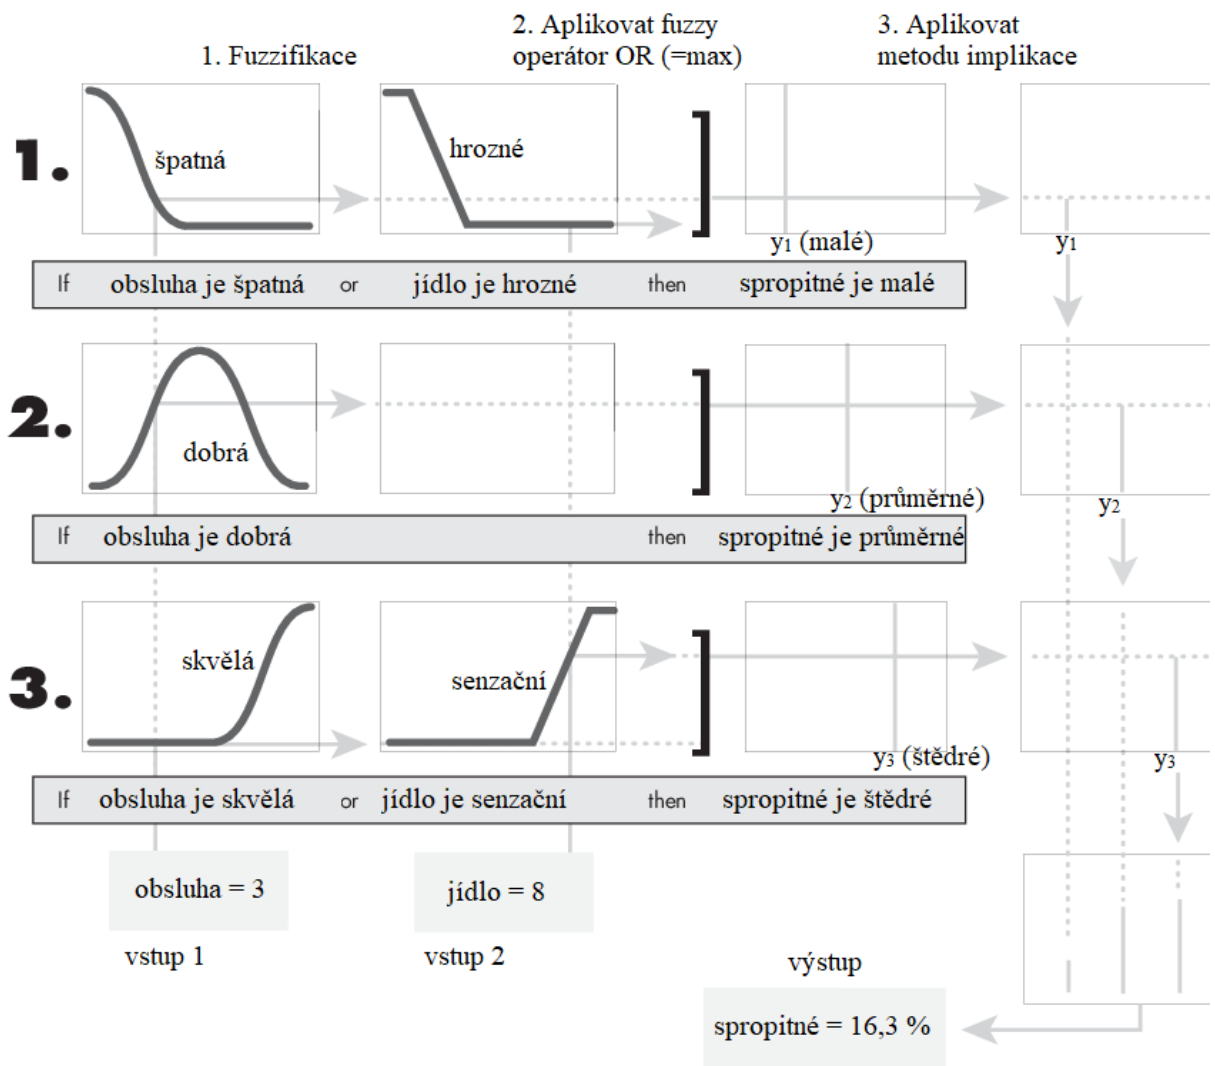 1. Fuzzifikace
2. Aplikovat fuzzy
operátor OR (=max)
3. Aplikovat
metodu implikace
1.
špatná
hrozné
y1 (malé)
y1
If obsluha je špatná or jídlo je hrozné then spropitné je malé
2.
dobrá
y2 (průměrné)
y2
If obsluha je dobrá then spropitné je průměrné
3.
skvělá
senzační
y3 (štědré)
y3
If obsluha je skvělá or jídlo je senzační then spropitné je štědré
obsluha = 3
jídlo = 8
vstup 1
vstup 2
výstup
spropitné = 16,3 %